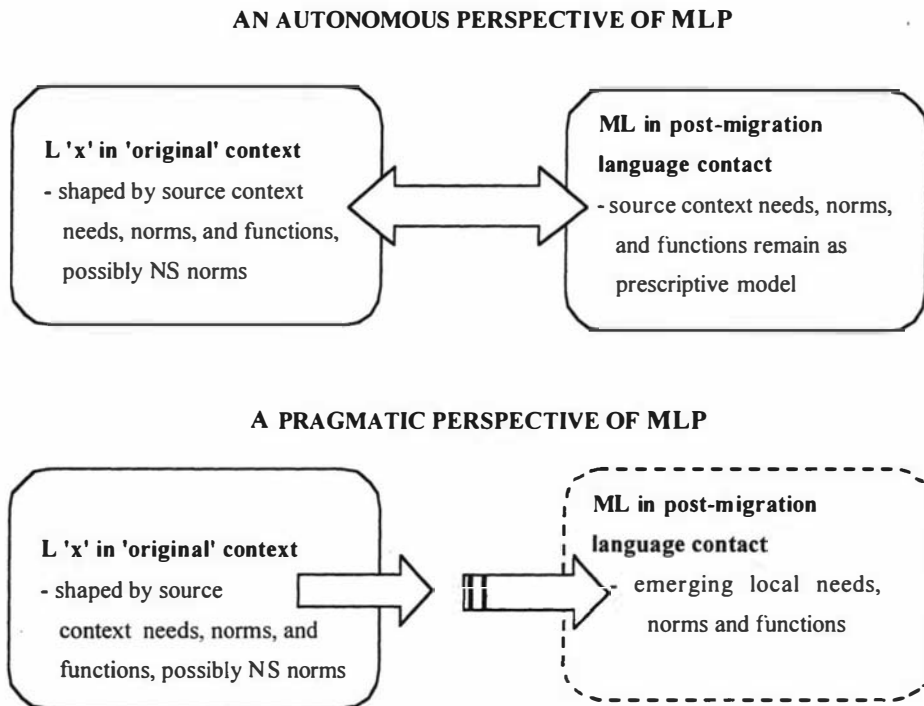 AN AUTONOMOUS PERSPECTIVE OF MLP
L 'x' in 'original' context
- shaped by source context
needs, norms, and functions,
possibly NS norms
ML in post-migration
language contact
- source context needs, norms,
and functions remain as
prescriptive model
A PRAGMATIC PERSPECTIVE OF MLP
L 'x' in 'original' context
- shaped by source
context needs, norms, and
functions, possibly NS norms
ML in post-migration
language contact
- emerging local needs,
norms and functions